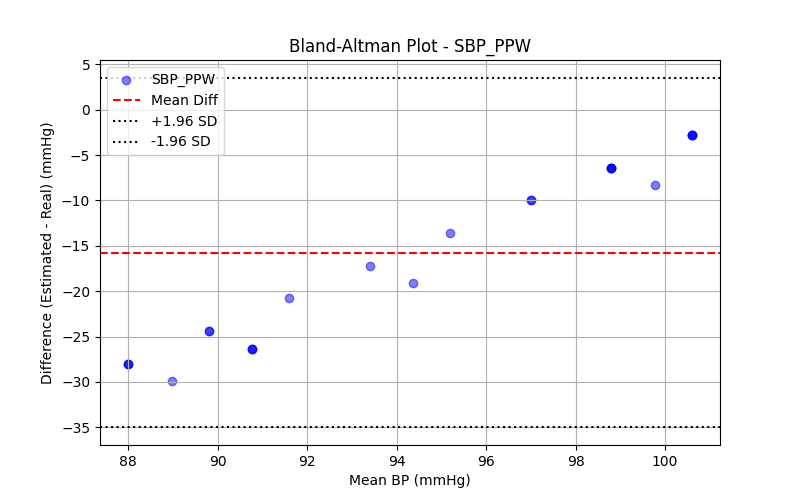 Bland-Altman Plot - SBP_PPW
5
0
−5
−10
−15
−20
−25
−30
−35
Difference (Estimated - Real) (mmHg)
SBP_PPW
Mean Diff
+1.96 SD
-1.96 SD
88 90 92 94 96 98 100
Mean BP (mmHg)